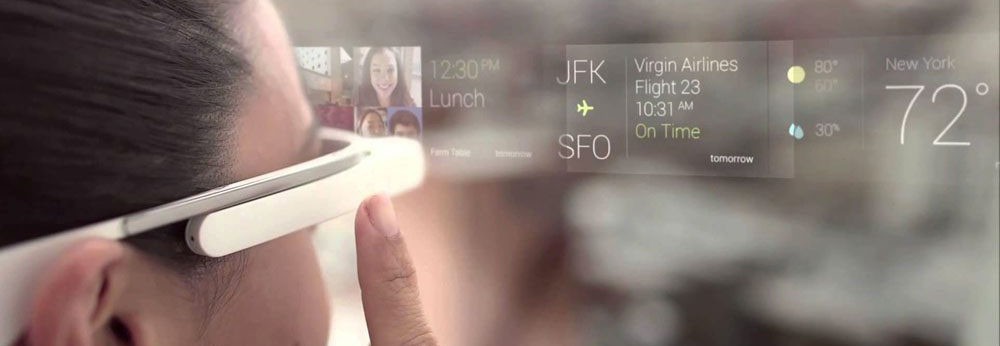 12:30 PM
Lunch
Farm Table
tomorrow
JFK
SFO
Virgin Airlines
Flight 23
10:31 AM
On Time
tomorrow
80°
60°
30%
New York
72°